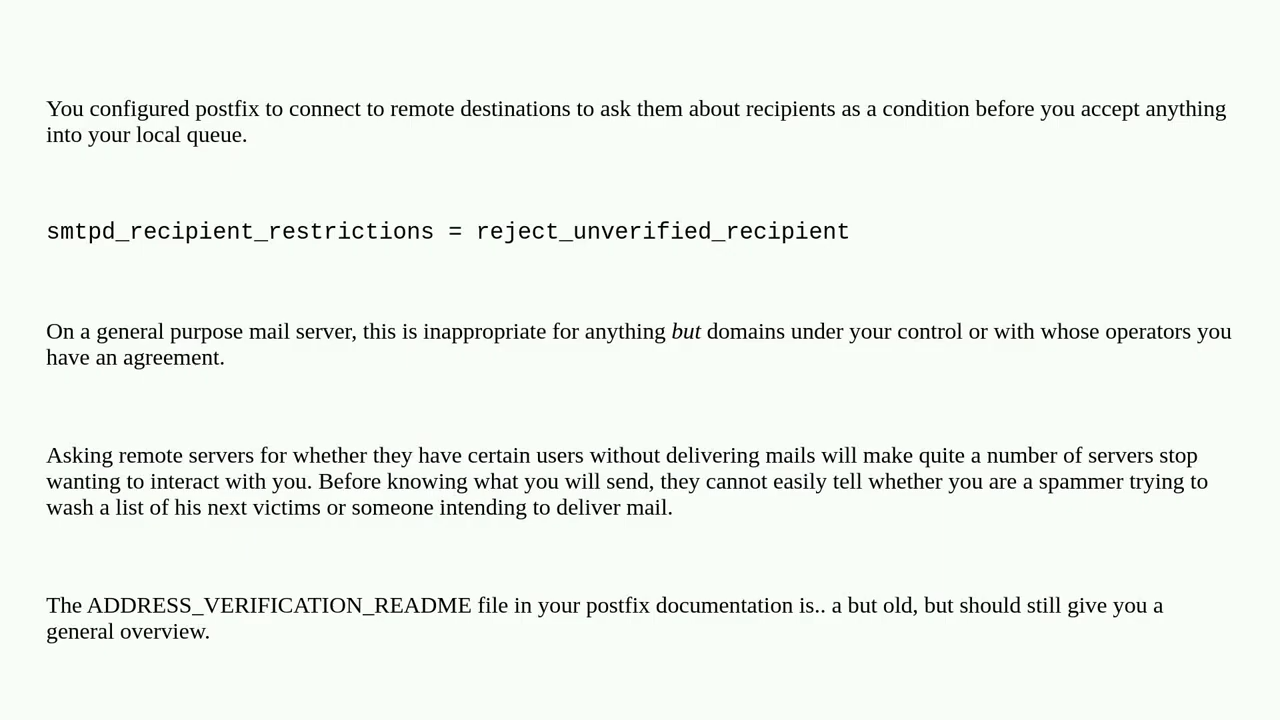 You configured postfix to connect to remote destinations to ask them about recipients as a condition before you accept anything
into your local queue.
smtpd_recipient_restrictions = reject_unverified_recipient
On a general purpose mail server, this is inappropriate for anything but domains under your control or with whose operators you
have an agreement.
Asking remote servers for whether they have certain users without delivering mails will make quite a number of servers stop
wanting to interact with you. Before knowing what you will send, they cannot easily tell whether you are a spammer trying to
wash a list of his next victims or someone intending to deliver mail.
The ADDRESS_VERIFICATION_README file in your postfix documentation is.. a but old, but should still give you a
general overview.